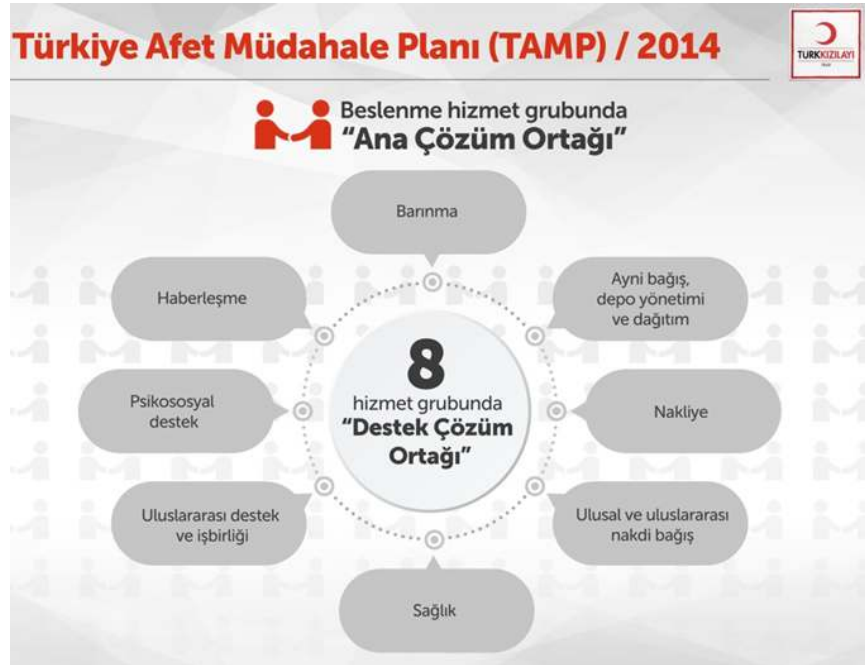 Türkiye Afet Müdahale Planı (TAMP) / 2014
TURKKIZILAYI
Beslenme hizmet grubunda
“Ana Çözüm Ortağı”
Barınma
Haberleşme
Ayni bağış,
depo yönetimi
ve dağıtım
8
hizmet grubunda
“Destek Çözüm
Ortağı”
Psikososyal
destek
Nakliye
Uluslararası destek
ve işbirliği
Ulusal ve uluslararası
nakdi bağış
Sağlık